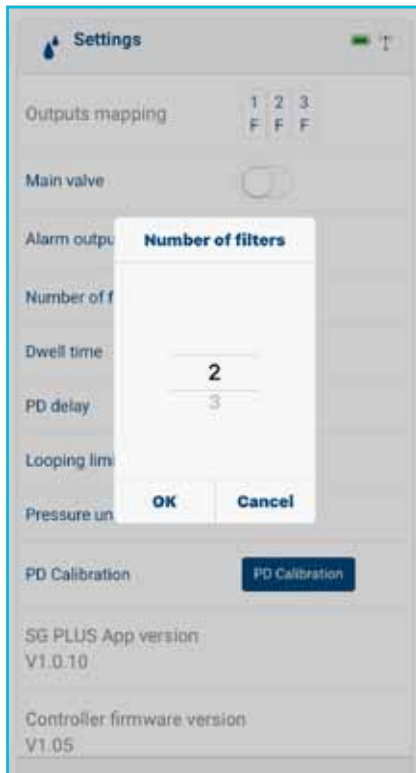 Settings
Outputs mapping
1 2 3
F F F
Main valve
Alarm outpu
Number of filters
Number of f
Dwell time
2
3
PD delay
Looping limi
Pressure un
OK Cancel
PD Calibration PD Calibration
SG PLUS App version
V1.0.10
Controller firmware version
V1.05